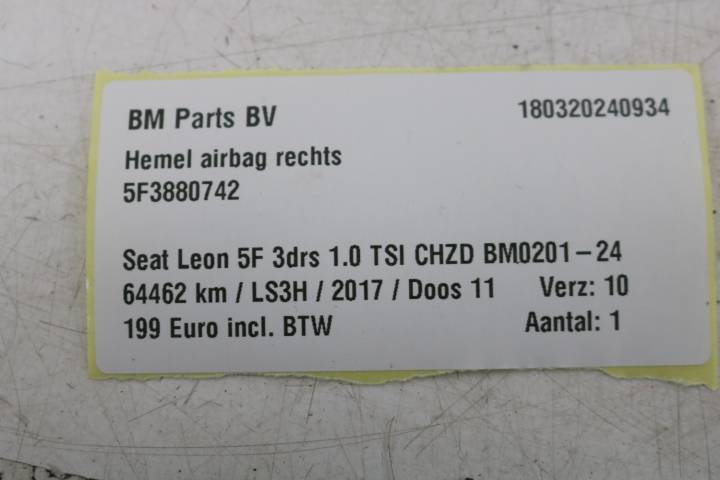 BM Parts BV 180320240934
Hemel airbag rechts
5F3880742
Seat Leon 5F 3drs 1.0 TSI CHZD BM0201-24
64462 km / LS3H / 2017 / Doos 11 Verz: 10
199 Euro incl. BTW Aantal: 1